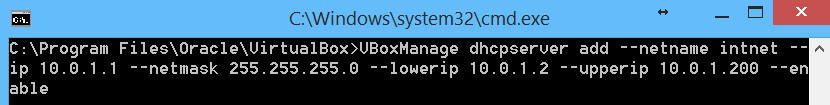 C:\Windows\system32\cmd.exe
C:\Program Files\Oracle\VirtualBox>VBoxManage dhcpserver add --netname intnet --
ip 10.0.1.1 --netmask 255.255.255.0 --lowerip 10.0.1.2 --upperip 10.0.1.200 --en
able